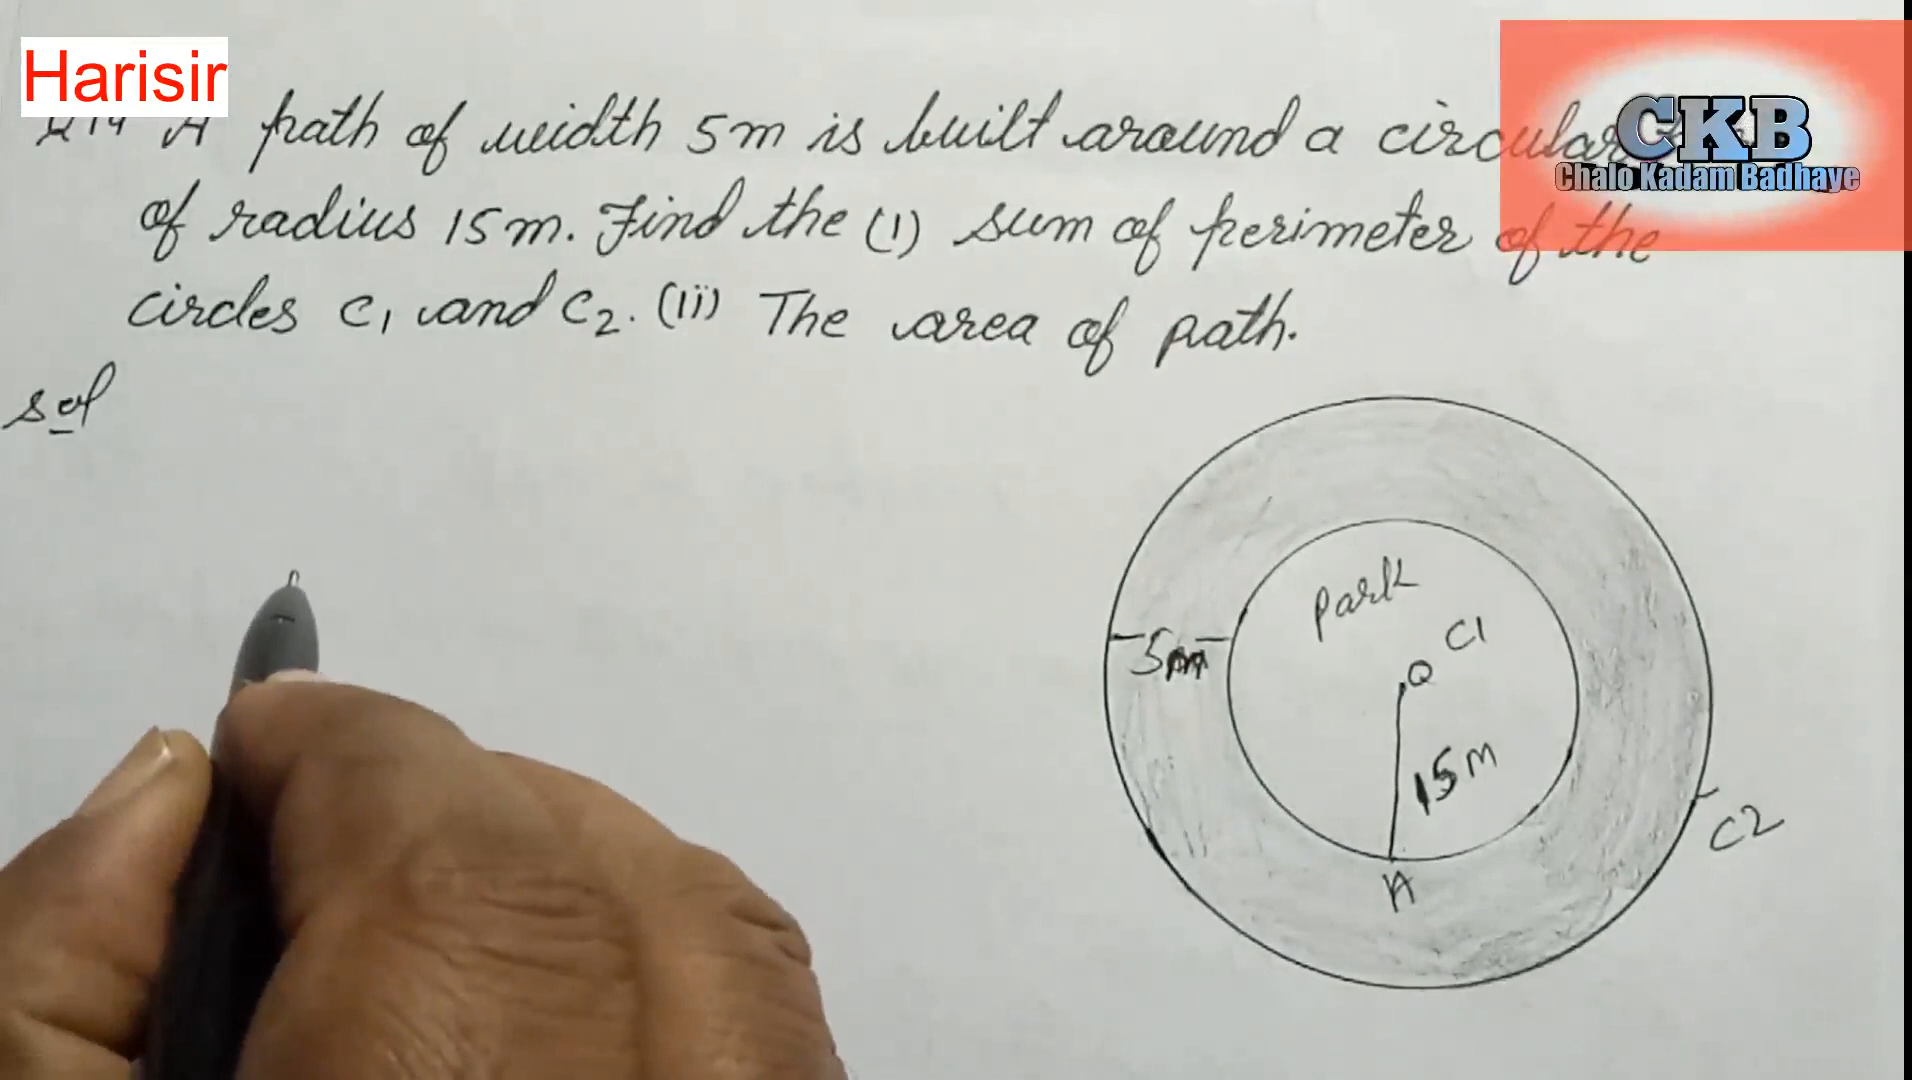 Harisir
CKB
Chalo Kadam Badhaye
A path of width 5m is built around a circular
of radius 15m. Find the (i) sum of perimeter of the
circles C1 and C2. (ii) The area of path.
sol
Park
C1
O
5m
15m
A
C2